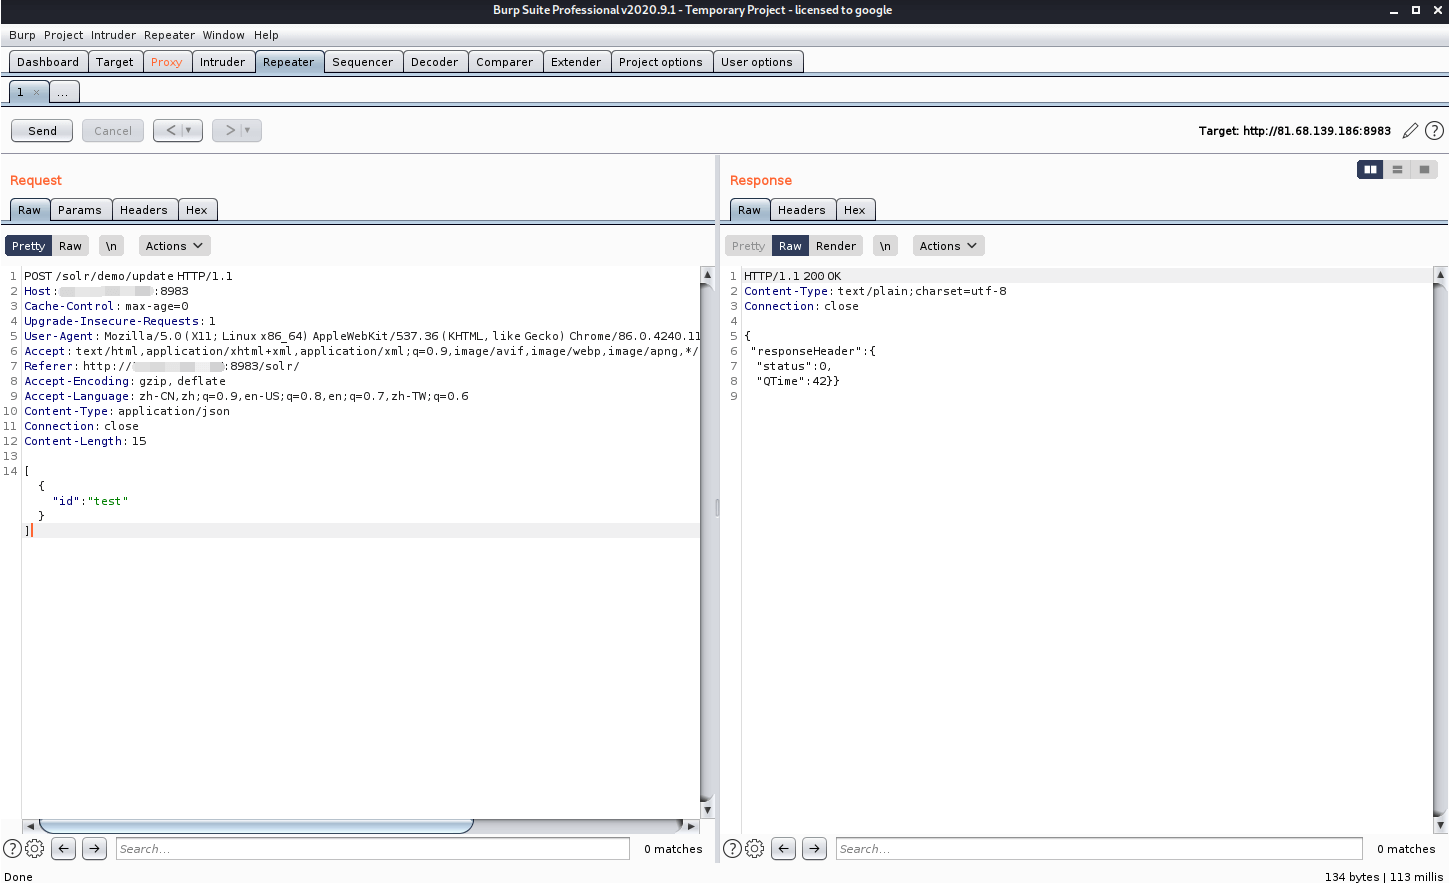 Burp Suite Professional v2020.9.1 - Temporary Project - licensed to google
Burp Project Intruder Repeater Window Help
Dashboard Target Proxy Intruder Repeater Sequencer Decoder Comparer Extender Project options User options
1 × ...
Send Cancel < > Target: http://81.68.139.186:8983 ?
Request
Raw Params Headers Hex
Pretty Raw \n Actions
1 POST /solr/demo/update HTTP/1.1
2 Host: :8983
3 Cache-Control: max-age=0
4 Upgrade-Insecure-Requests: 1
5 User-Agent: Mozilla/5.0 (X11; Linux x86_64) AppleWebKit/537.36 (KHTML, like Gecko) Chrome/86.0.4240.11
6 Accept: text/html,application/xhtml+xml,application/xml;q=0.9,image/avif,image/webp,image/apng,*/
7 Referer: http:// :8983/solr/
8 Accept-Encoding: gzip, deflate
9 Accept-Language: zh-CN,zh;q=0.9,en-US;q=0.8,en;q=0.7,zh-TW;q=0.6
10 Content-Type: application/json
11 Connection: close
12 Content-Length: 15
13
14 [
{
"id":"test"
}
]
? Search... 0 matches
Response
Raw Headers Hex
Pretty Raw Render \n Actions
1 HTTP/1.1 200 OK
2 Content-Type: text/plain;charset=utf-8
3 Connection: close
4
5 {
6 "responseHeader":{
7 "status":0,
8 "QTime":42}}
9
? Search... 0 matches
Done 134 bytes | 113 millis